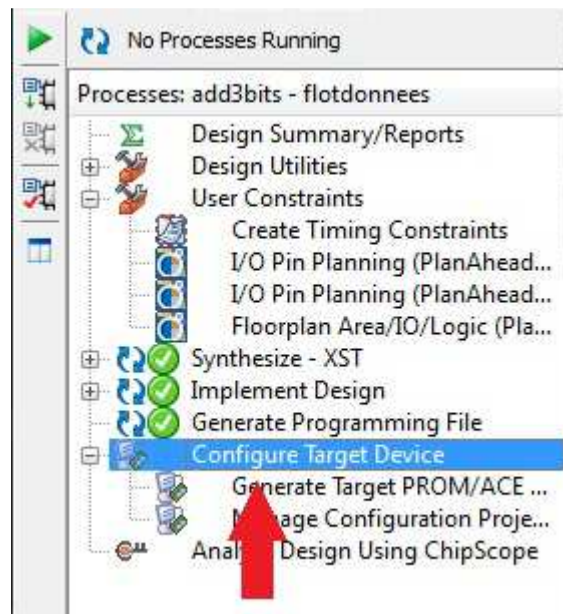 No Processes Running
Processes: add3bits - flotdonnees
Design Summary/Reports
Design Utilities
User Constraints
Create Timing Constraints
I/O Pin Planning (PlanAhead...
I/O Pin Planning (PlanAhead...
Floorplan Area/IO/Logic (Pla...
Synthesize - XST
Implement Design
Generate Programming File
Configure Target Device
Generate Target PROM/ACE ...
Configuration Proje...
Design Using ChipScope